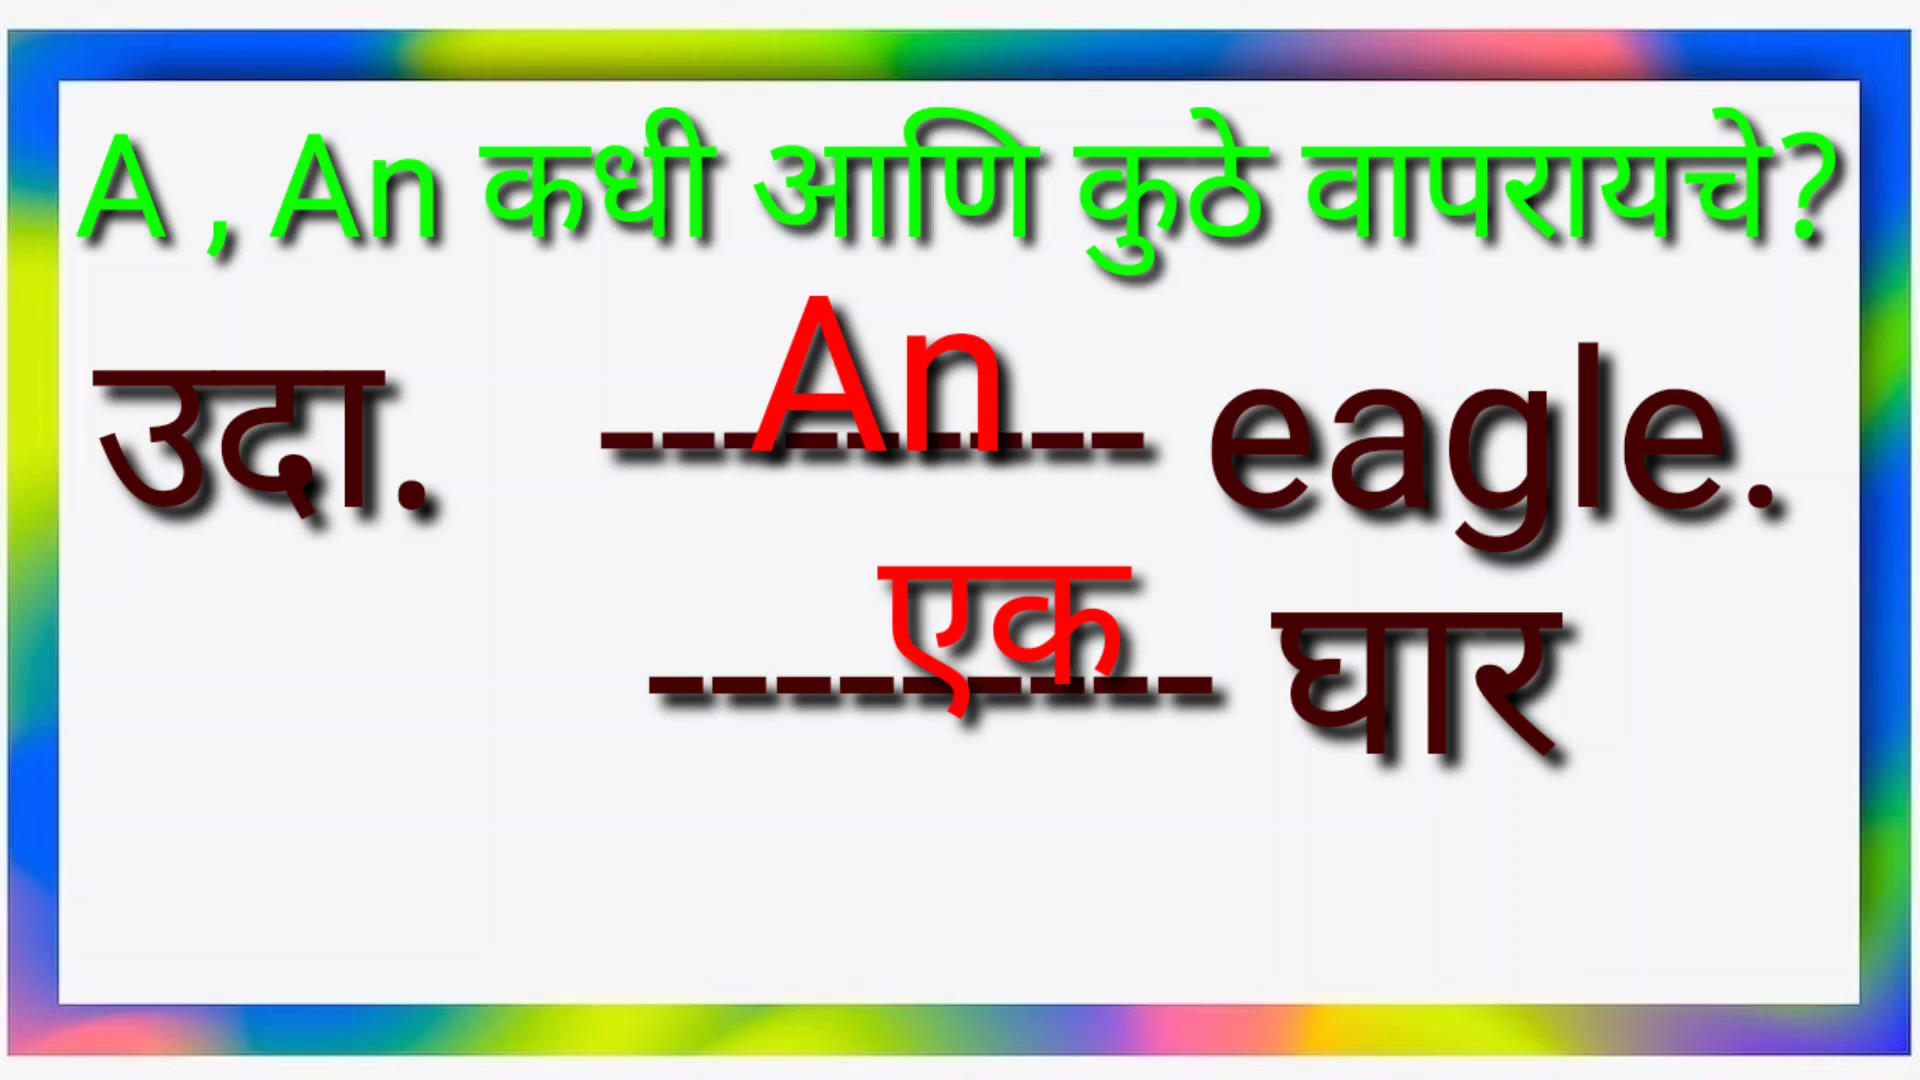 A , An कधी आणि कुठे वापरायचे?
उदा. ----An---- eagle.
----एक---- घार